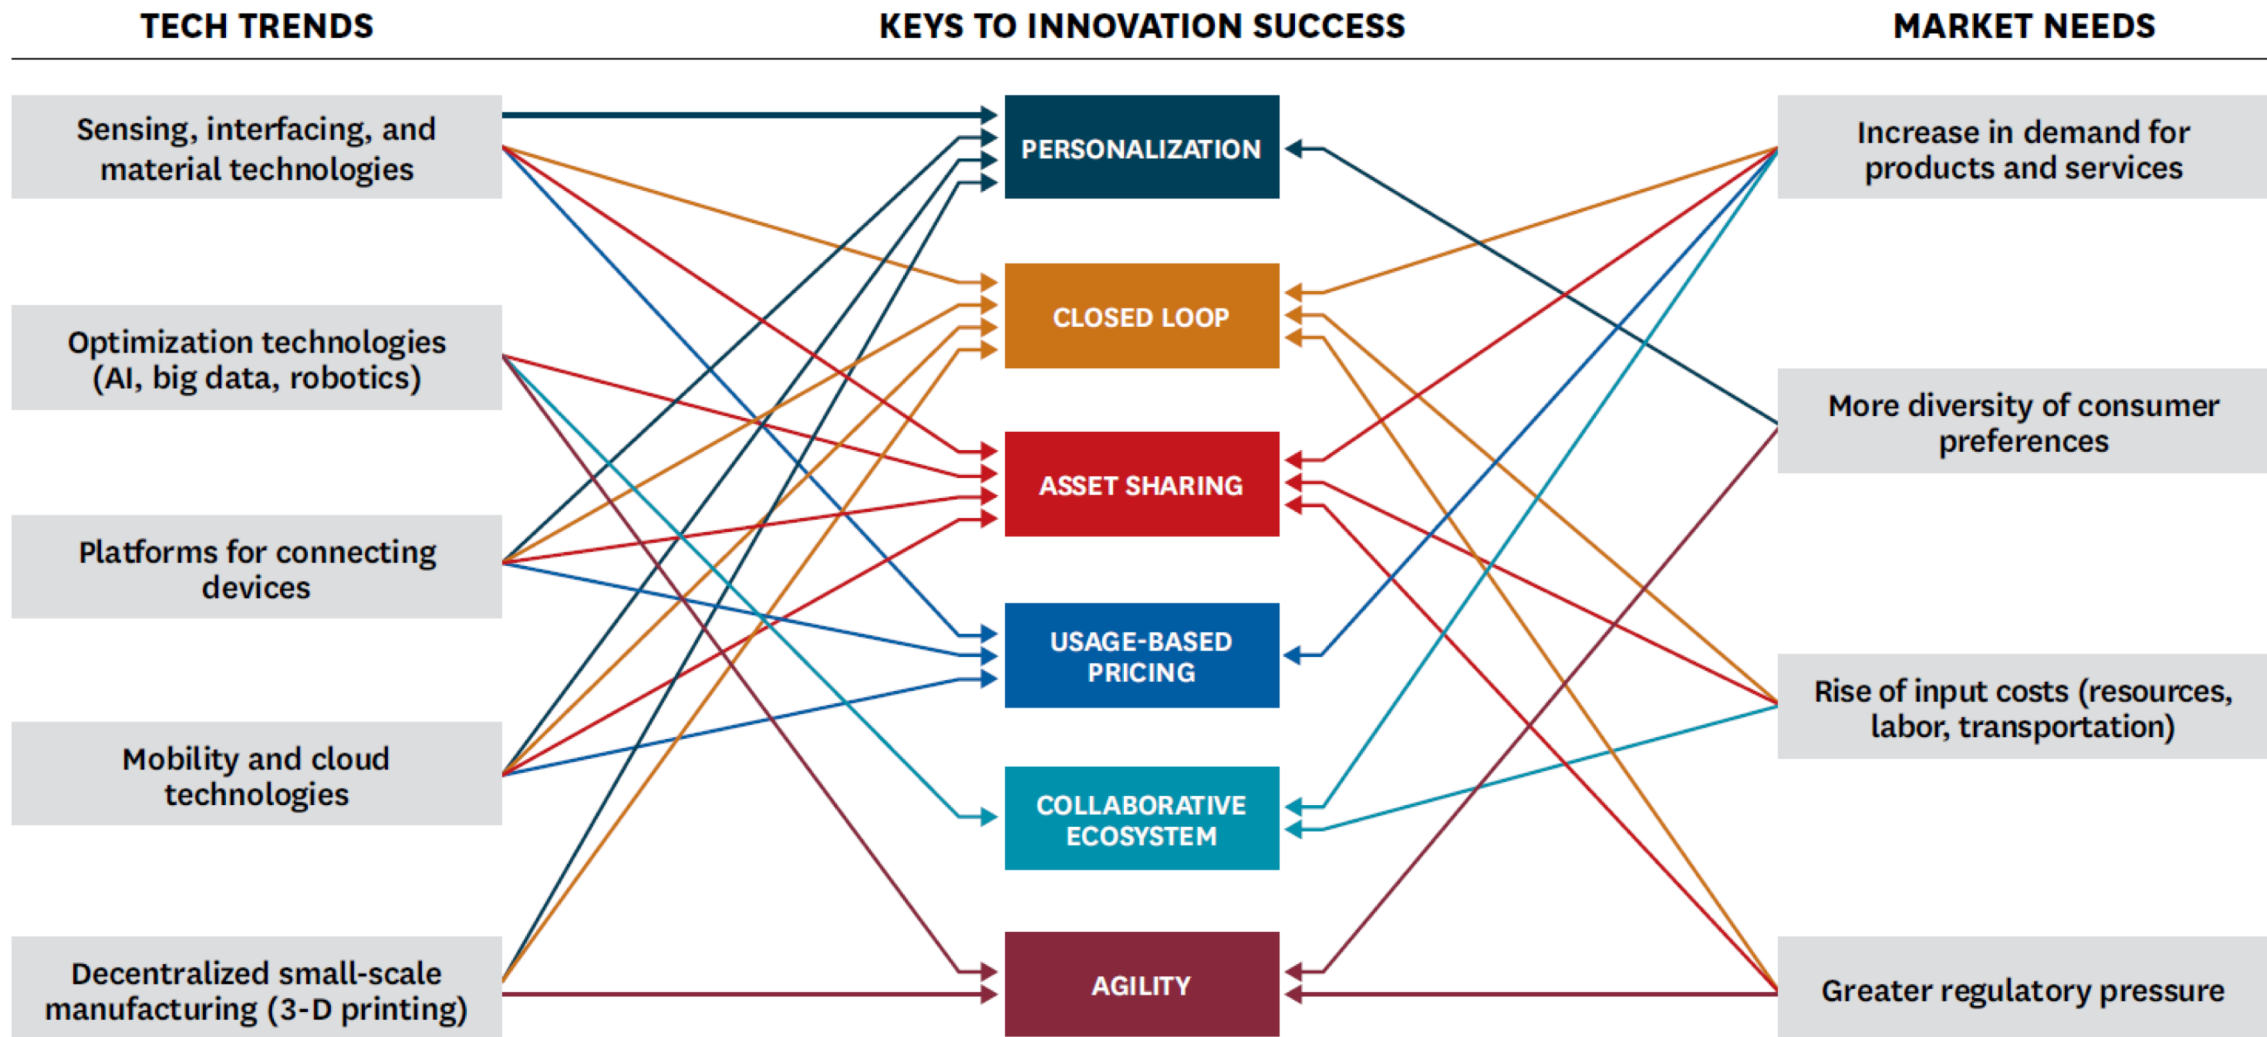 TECH TRENDS
KEYS TO INNOVATION SUCCESS
MARKET NEEDS
Sensing, interfacing, and
material technologies
Optimization technologies
(AI, big data, robotics)
Platforms for connecting
devices
Mobility and cloud
technologies
Decentralized small-scale
manufacturing (3-D printing)
PERSONALIZATION
CLOSED LOOP
ASSET SHARING
USAGE-BASED
PRICING
COLLABORATIVE
ECOSYSTEM
AGILITY
Increase in demand for
products and services
More diversity of consumer
preferences
Rise of input costs (resources,
labor, transportation)
Greater regulatory pressure